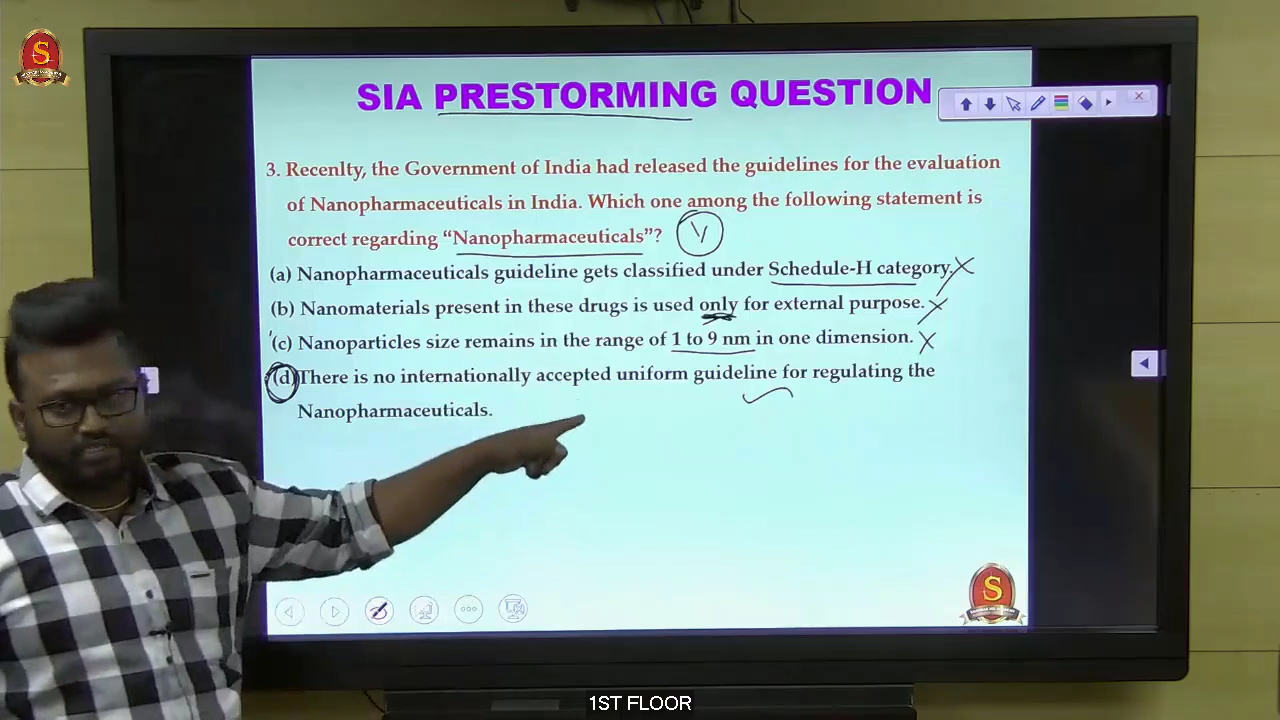 S
SIA PRESTORMING QUESTION
3. Recenlty, the Government of India had released the guidelines for the evaluation
of Nanopharmaceuticals in India. Which one among the following statement is
correct regarding “Nanopharmaceuticals”?
Y
(a) Nanopharmaceuticals guideline gets classified under Schedule-H category.
(b) Nanomaterials present in these drugs is used only for external purpose.
(c) Nanoparticles size remains in the range of 1 to 9 nm in one dimension.
(d) There is no internationally accepted uniform guideline for regulating the
Nanopharmaceuticals.
S
1ST FLOOR